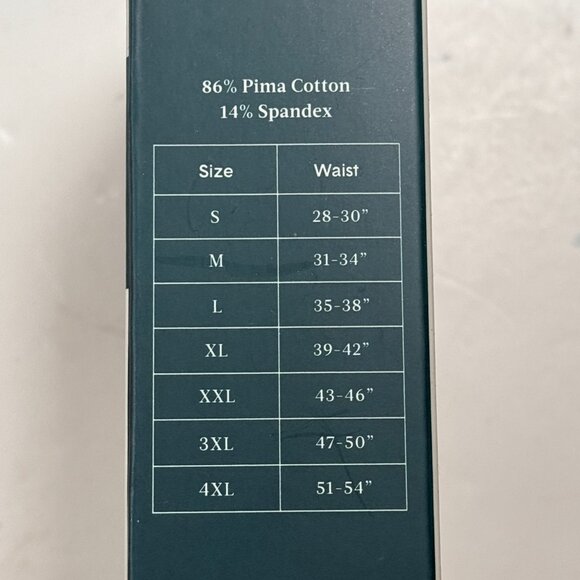 86% Pima Cotton
14% Spandex
Size Waist
S 28-30”
M 31-34”
L 35-38”
XL 39-42”
XXL 43-46”
3XL 47-50”
4XL 51-54”